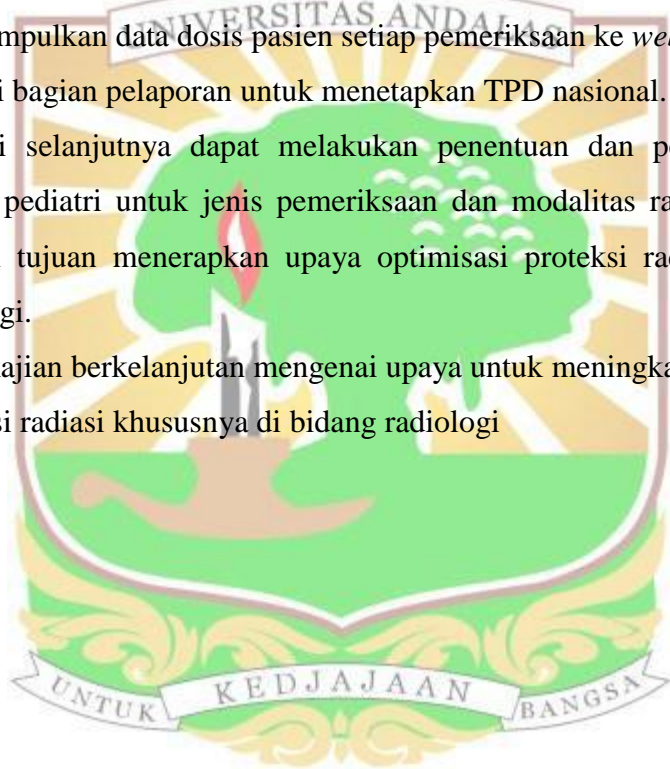 UNIVERSITAS ANDALAS
mpulkan data dosis pasien setiap pemeriksaan ke we
i bagian pelaporan untuk menetapkan TPD nasional.
i selanjutnya dapat melakukan penentuan dan p
pediatri untuk jenis pemeriksaan dan modalitas ra
tujuan menerapkan upaya optimisasi proteksi ra
gi.
ajian berkelanjutan mengenai upaya untuk meningka
si radiasi khususnya di bidang radiologi
UNTUK KEDJAJAAN BANGSA